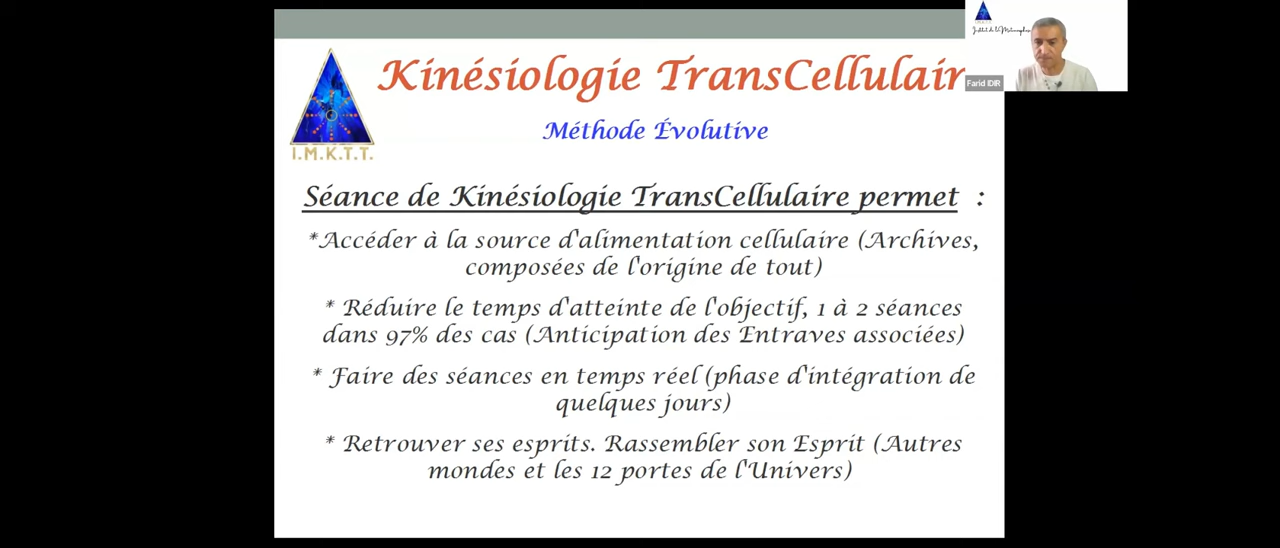 Kinésiologie TransCellulair
Méthode Évolutive
I.M.K.T.T.
Séance de Kinésiologie TransCellulaire permet :
*Accéder à la source d'alimentation cellulaire (Archives,
composées de l'origine de tout)
* Réduire le temps d'atteinte de l'objectif, 1 à 2 séances
dans 97% des cas (Anticipation des Entraves associées)
* Faire des séances en temps réel (phase d'intégration de
quelques jours)
* Retrouver ses esprits. Rassembler son Esprit (Autres
mondes et les 12 portes de l'Univers)
Farid IDIR